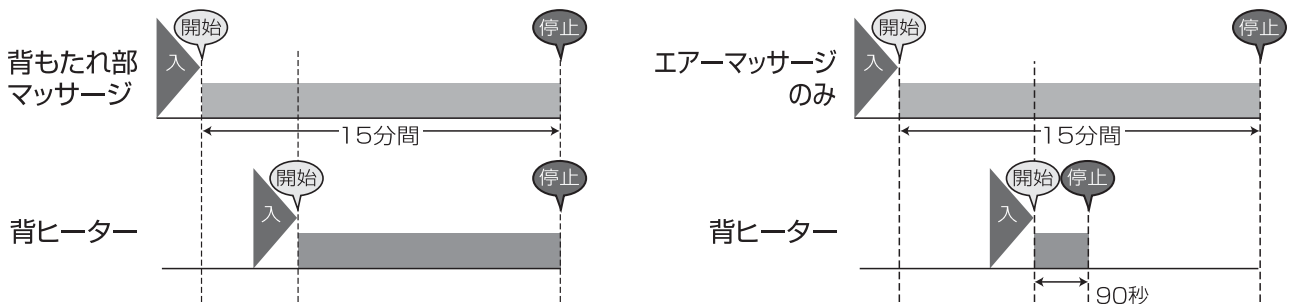 開始
停止
背もたれ部
マッサージ
入
15分間
開始
停止
入
背ヒーター
開始
停止
エアーマッサージ
のみ
入
15分間
開始
停止
入
背ヒーター
90秒